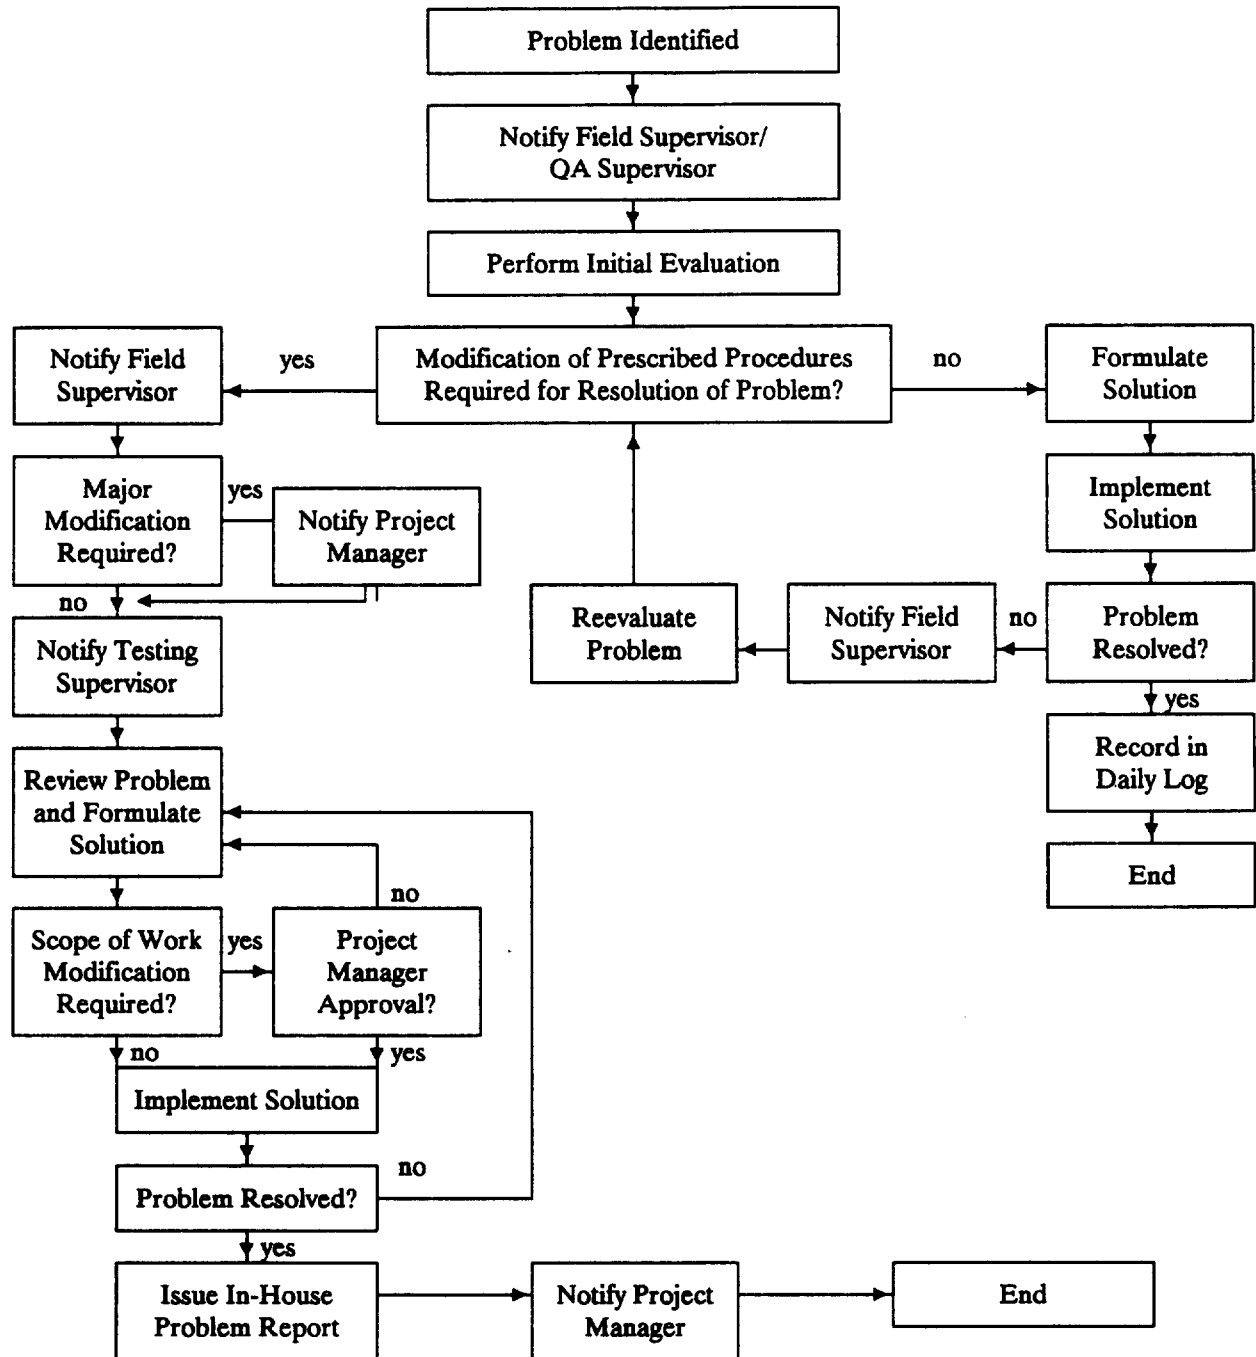 Problem Identified
Notify Field Supervisor/
QA Supervisor
Perform Initial Evaluation
Modification of Prescribed Procedures
Required for Resolution of Problem?
yes
no
Notify Field
Supervisor
Major
Modification
Required?
yes
Notify Project
Manager
no
Notify Testing
Supervisor
Review Problem
and Formulate
Solution
Scope of Work
Modification
Required?
yes
Project
Manager
Approval?
no
no
yes
Implement Solution
Problem Resolved?
no
yes
Issue In-House
Problem Report
Notify Project
Manager
End
Formulate
Solution
Implement
Solution
Problem
Resolved?
no
Notify Field
Supervisor
Reevaluate
Problem
yes
Record in
Daily Log
End